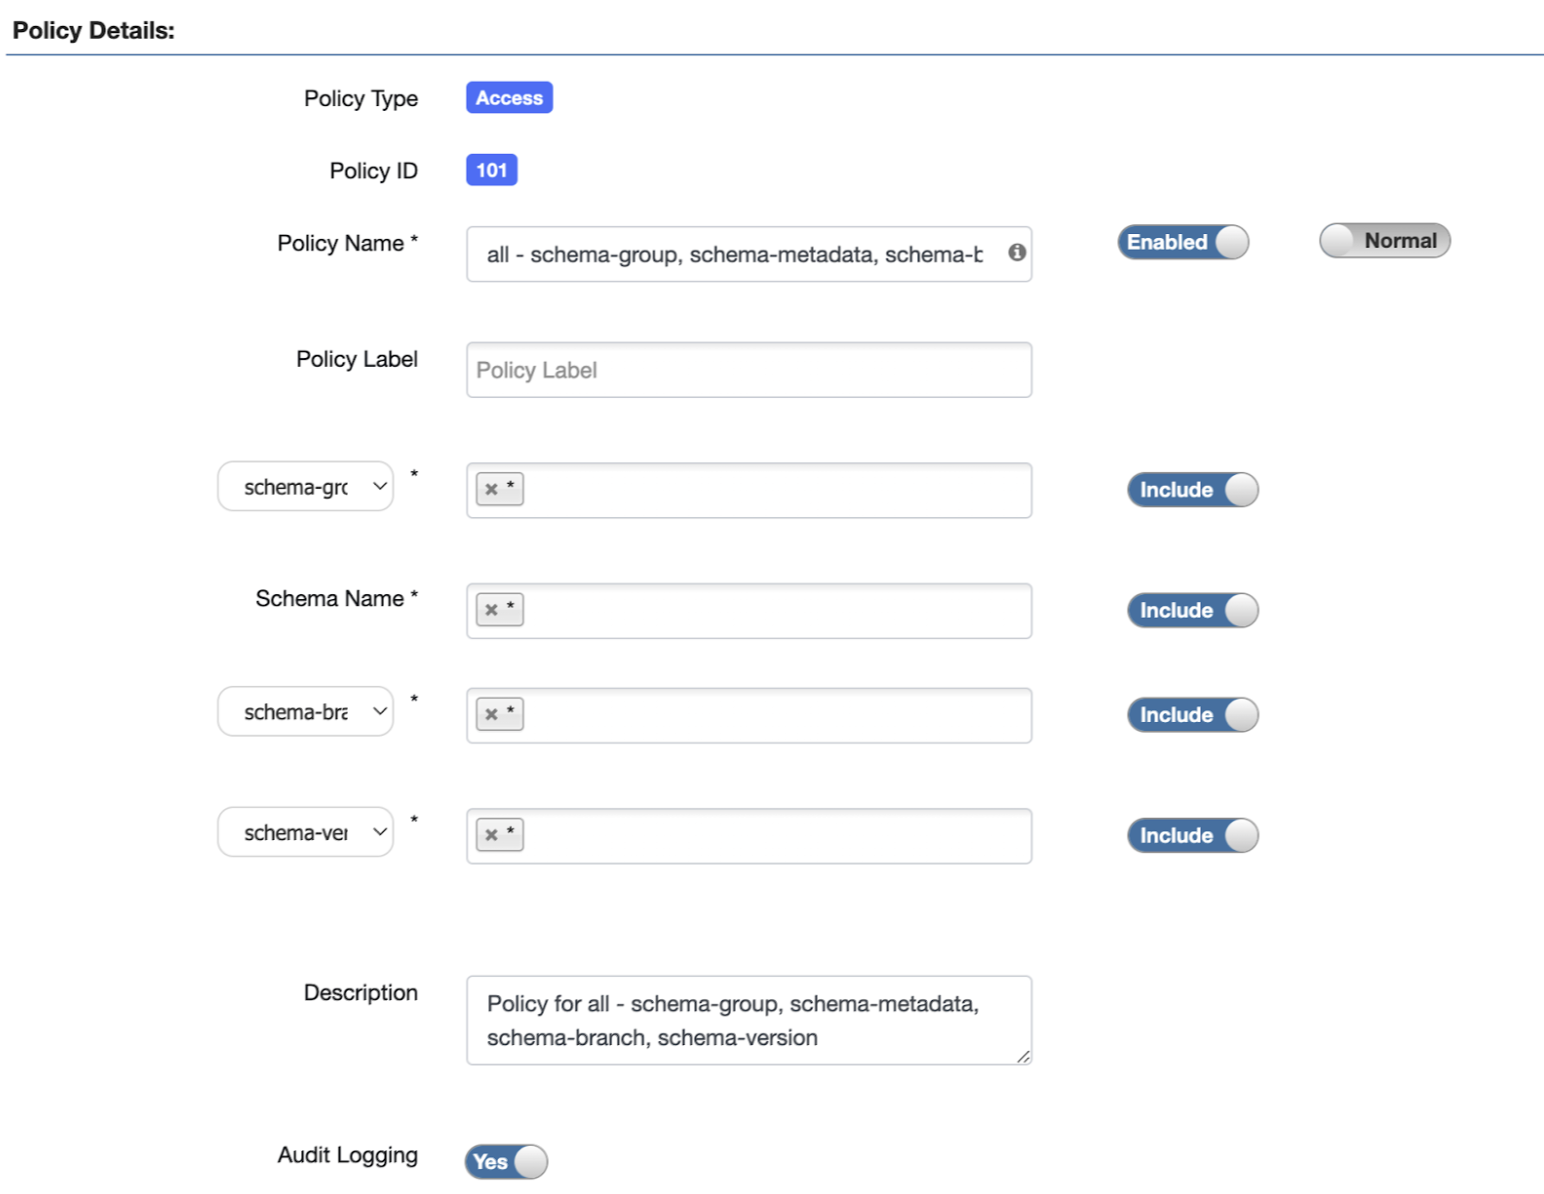 Policy Details:
Policy Type Access
Policy ID 101
Policy Name * all - schema-group, schema-metadata, schema-b Enabled Normal
Policy Label Policy Label
schema-grc * × * Include
Schema Name * × * Include
schema-bra * × * Include
schema-ver * × * Include
Description Policy for all - schema-group, schema-metadata,
schema-branch, schema-version
Audit Logging Yes